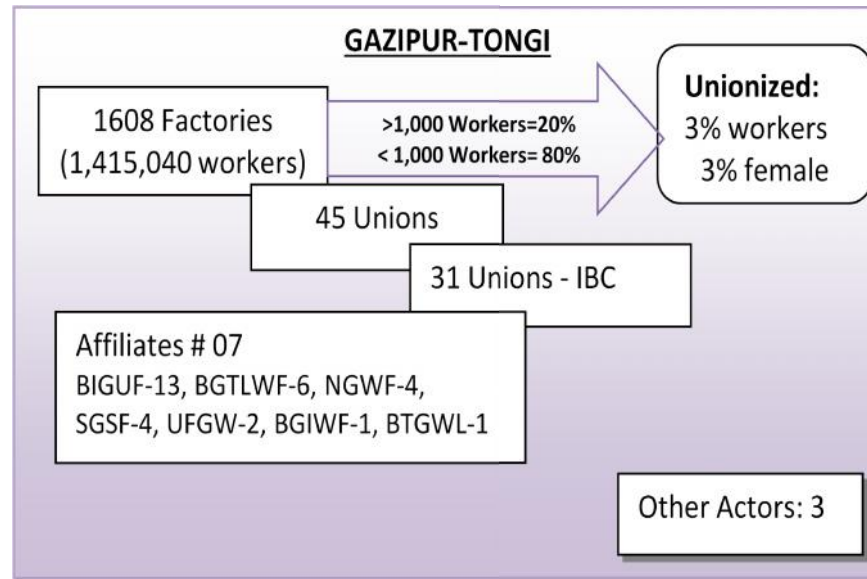 GAZIPUR-TONGI
1608 Factories
(1,415,040 workers)
>1,000 Workers=20%
< 1,000 Workers= 80%
Unionized:
3% workers
3% female
45 Unions
31 Unions - IBC
Affiliates # 07
BIGUF-13, BGTLWF-6, NGWF-4,
SGSF-4, UFGW-2, BGIWF-1, BTGWL-1
Other Actors: 3